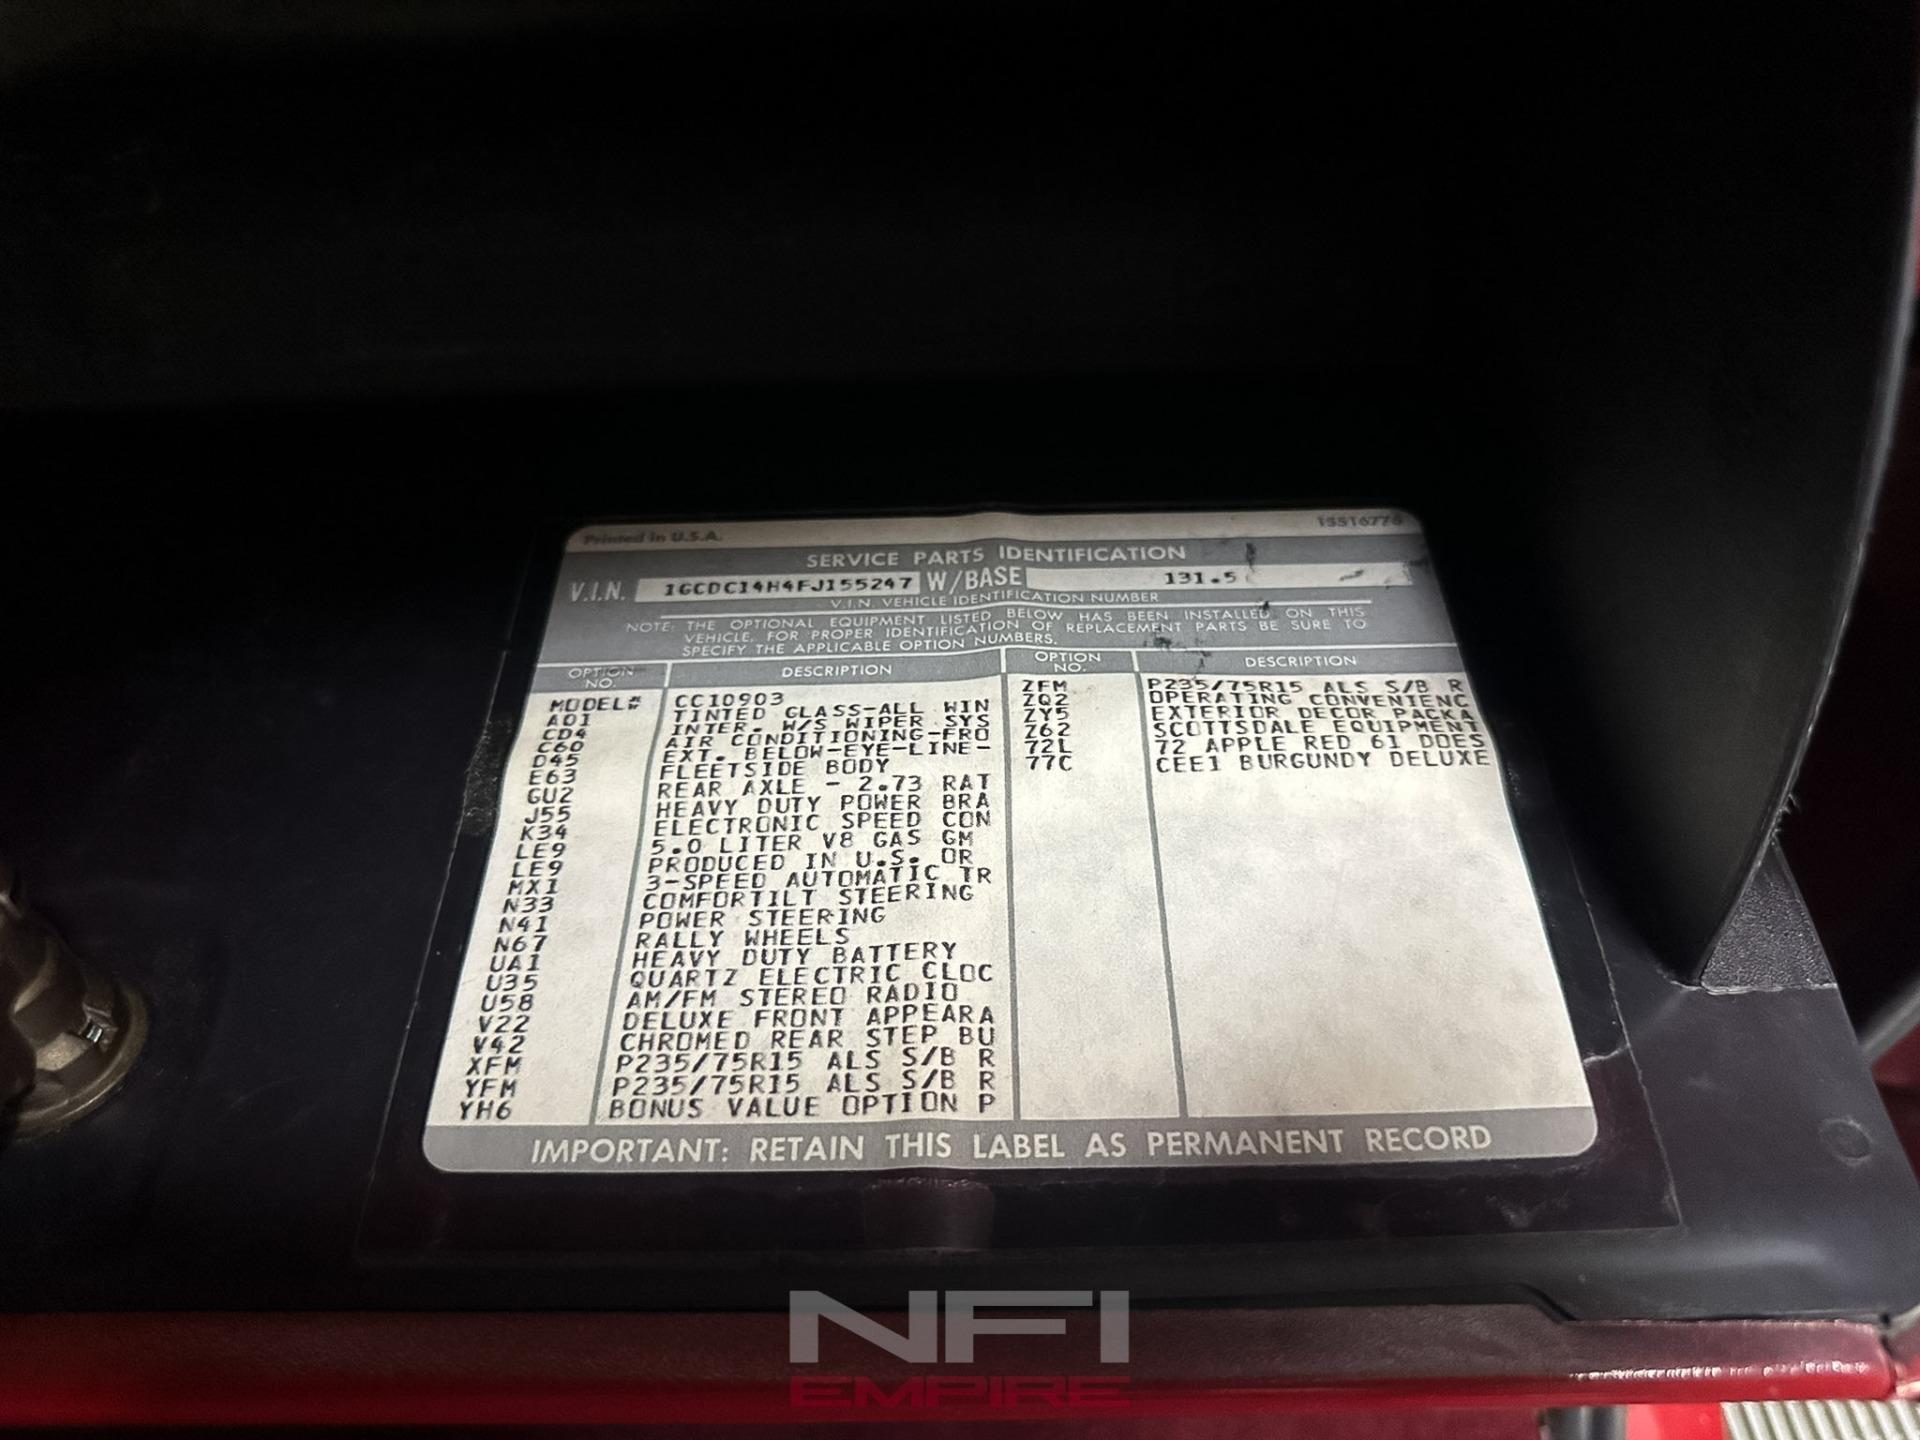 Printed in U.S.A. 15516776
SERVICE PARTS IDENTIFICATION
V.I.N. 1GCDC14H4FJ155247 W/BASE 131.5
V.I.N. VEHICLE IDENTIFICATION NUMBER
NOTE: THE OPTIONAL EQUIPMENT LISTED BELOW HAS BEEN INSTALLED ON THIS
VEHICLE. FOR PROPER IDENTIFICATION OF REPLACEMENT PARTS BE SURE TO
SPECIFY THE APPLICABLE OPTION NUMBERS.
OPTION NO. DESCRIPTION
MODEL# CC10903
A01 TINTED GLASS-ALL WIN
CD4 INTER. W/S WIPER SYS
C60 AIR CONDITIONING-FRO
D45 EXT. BELOW-EYE-LINE-
E63 FLEETSIDE BODY
GU2 REAR AXLE - 2.73 RAT
J55 HEAVY DUTY POWER BRA
K34 ELECTRONIC SPEED CON
LE9 5.0 LITER V8 GAS GM
LE9 PRODUCED IN U.S. OR
MX1 3-SPEED AUTOMATIC TR
N33 COMFORTILT STEERING
N41 POWER STEERING
N67 RALLY WHEELS
UA1 HEAVY DUTY BATTERY
U35 QUARTZ ELECTRIC CLOC
U58 AM/FM STEREO RADIO
V22 DELUXE FRONT APPEARA
V42 CHROMED REAR STEP BU
XFM P235/75R15 ALS S/B R
YFM P235/75R15 ALS S/B R
YH6 BONUS VALUE OPTION P
OPTION NO. DESCRIPTION
ZFM P235/75R15 ALS S/B R
ZQ2 OPERATING CONVENIENC
ZY5 EXTERIOR DECOR PACKA
Z62 SCOTTSDALE EQUIPMENT
72L 72 APPLE RED 61 DOES
77C CEE1 BURGUNDY DELUXE
IMPORTANT: RETAIN THIS LABEL AS PERMANENT RECORD
NFI
EMPIRE